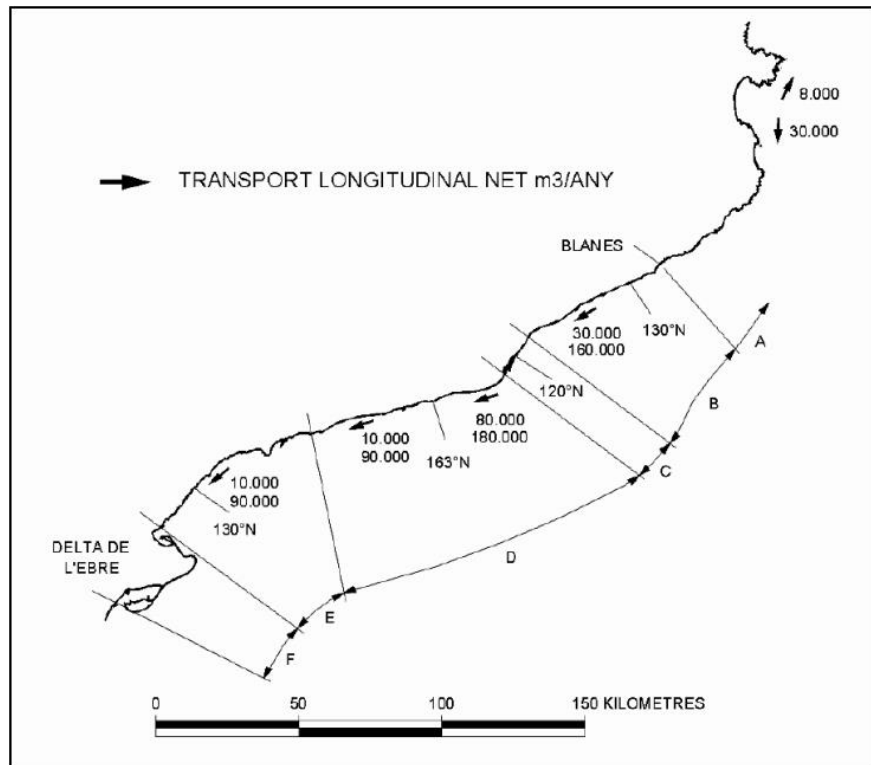 8.000
30.000
TRANSPORT LONGITUDINAL NET m3/ANY
BLANES
130°N
30.000
160.000
A
120°N
B
80.000
180.000
10.000
90.000
163°N
C
10.000
90.000
130°N
D
DELTA DE
L'EBRE
E
F
0 50 100 150 KILOMETRES